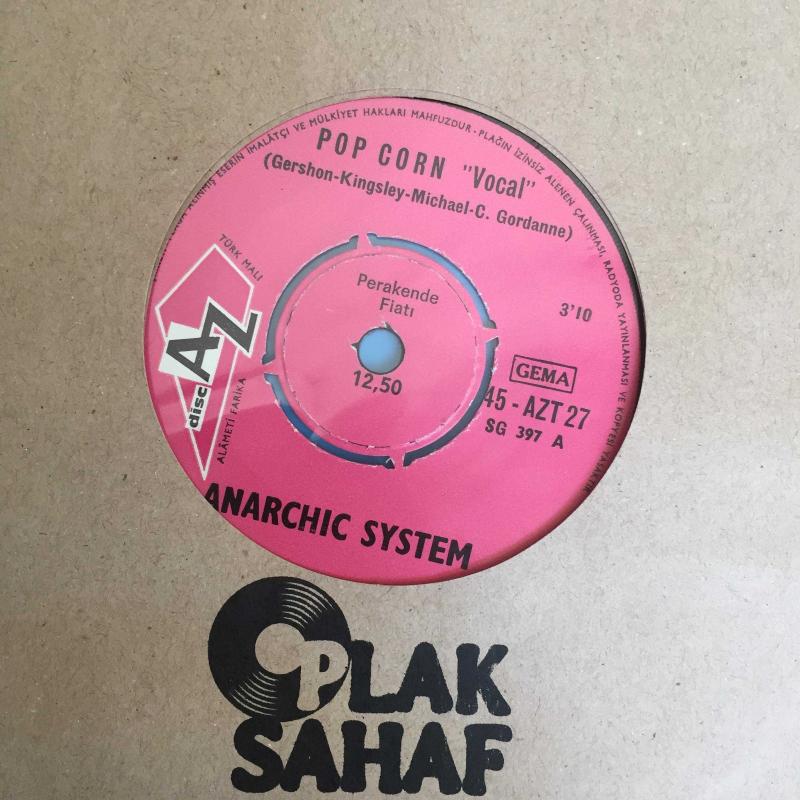 ALINMIŞ ESERİN İMALÂTÇI VE MÜLKİYET HAKLARI MAHFUZDUR - PLAĞIN İZİNSİZ ALENEN ÇALINMASI, RADYODA YAYINLANMASI VE KOPYESİ YASAKTIR
POP CORN "Vocal"
(Gershon-Kingsley-Michael-C. Gordanne)
TÜRK MALI
disc AZ
ALÂMETİ FARİKA
Perakende
Fiatı
12,50
3'10
GEMA
45 - AZT 27
SG 397 A
ANARCHIC SYSTEM
PLAK
SAHAF